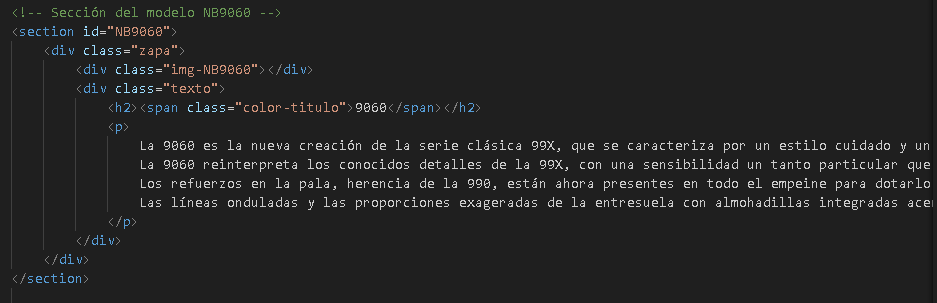 <!-- Sección del modelo NB9060 -->
<section id="NB9060">
<div class="zapa">
<div class="img-NB9060"></div>
<div class="texto">
<h2><span class="color-titulo">9060</span></h2>
<p>
La 9060 es la nueva creación de la serie clásica 99X, que se caracteriza por un estilo cuidado y un
La 9060 reinterpreta los conocidos detalles de la 99X, con una sensibilidad un tanto particular que
Los refuerzos en la pala, herencia de la 990, están ahora presentes en todo el empeine para dotarlo
Las líneas onduladas y las proporciones exageradas de la entresuela con almohadillas integradas
</p>
</div>
</div>
</section>